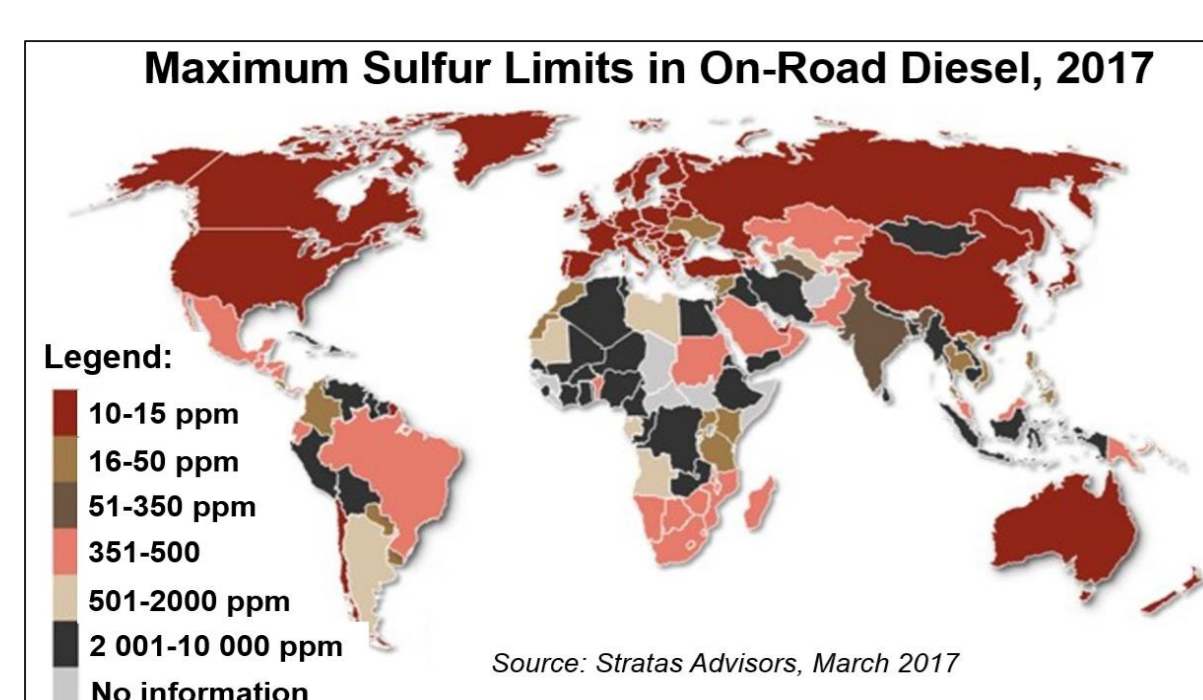 Maximum Sulfur Limits in On-Road Diesel, 2017
Legend:
10-15 ppm
16-50 ppm
51-350 ppm
351-500
501-2000 ppm
2 001-10 000 ppm
No information
Source: Stratas Advisors, March 2017